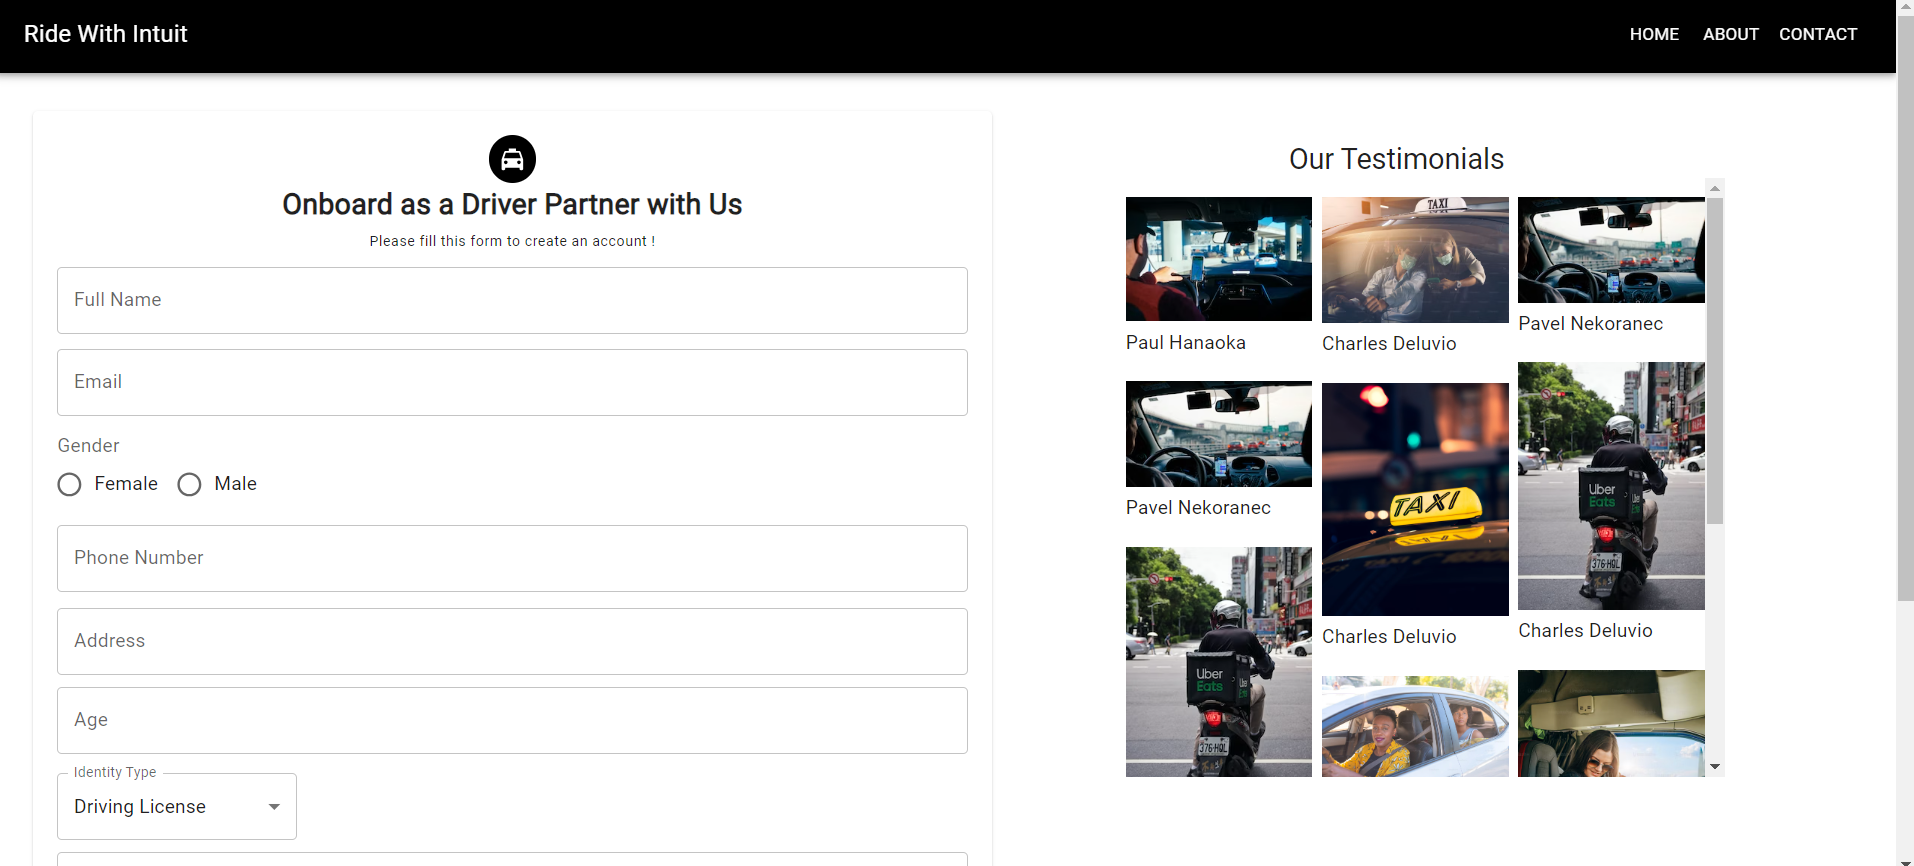 Ride With Intuit
HOME ABOUT CONTACT
Onboard as a Driver Partner with Us
Please fill this form to create an account !
Full Name
Email
Gender
Female Male
Phone Number
Address
Age
Identity Type
Driving License
Our Testimonials
Paul Hanaoka
TAXI
Charles Deluvio
Pavel Nekoranec
Pavel Nekoranec
TAXI
Charles Deluvio
Uber
Eats
376·HQL
Charles Deluvio
Uber
Eats
376·HQL